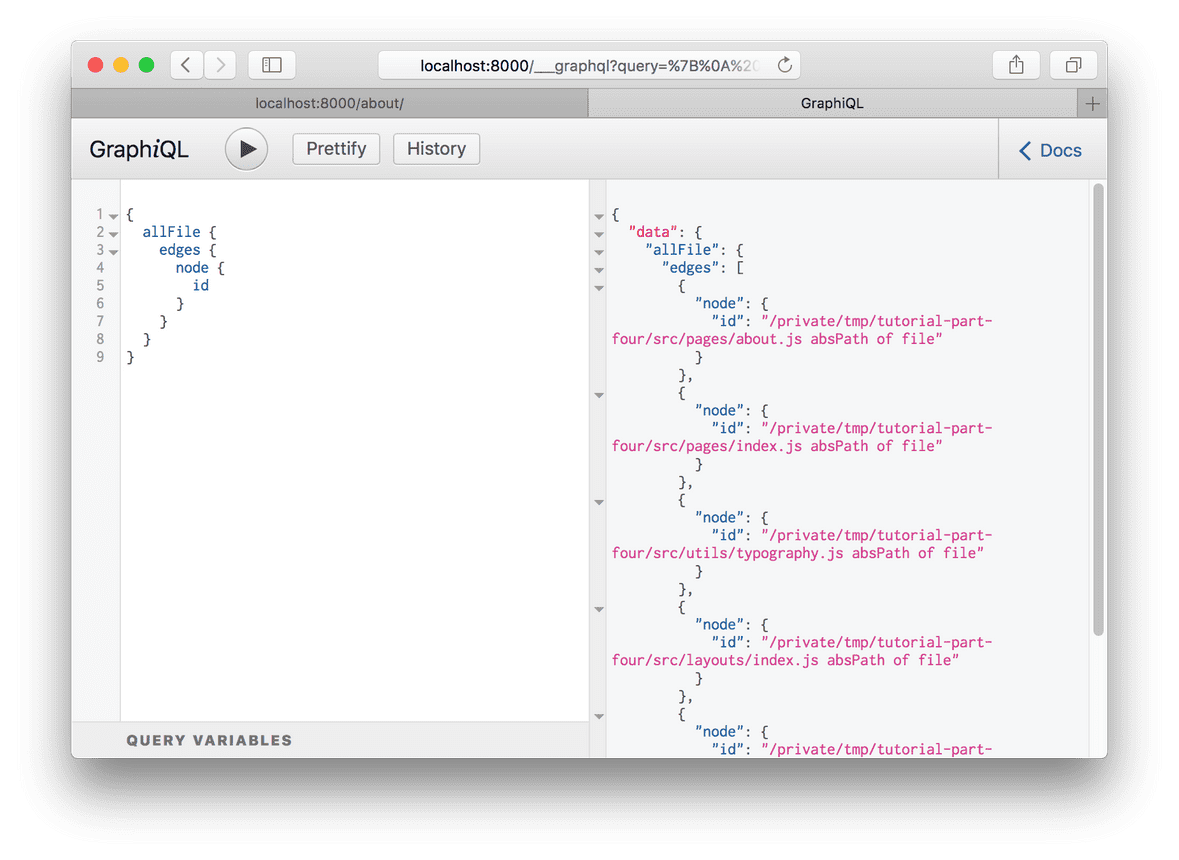 localhost:8000/___graphql?query=%7B%0A%20
localhost:8000/about/
GraphiQL
+
GraphiQL
Prettify
History
Docs
1 {
2 allFile {
3 edges {
4 node {
5 id
6 }
7 }
8 }
9 }
QUERY VARIABLES
{
"data": {
"allFile": {
"edges": [
{
"node": {
"id": "/private/tmp/tutorial-part-
four/src/pages/about.js absPath of file"
}
},
{
"node": {
"id": "/private/tmp/tutorial-part-
four/src/pages/index.js absPath of file"
}
},
{
"node": {
"id": "/private/tmp/tutorial-part-
four/src/utils/typography.js absPath of file"
}
},
{
"node": {
"id": "/private/tmp/tutorial-part-
four/src/layouts/index.js absPath of file"
}
},
{
"node": {
"id": "/private/tmp/tutorial-part-